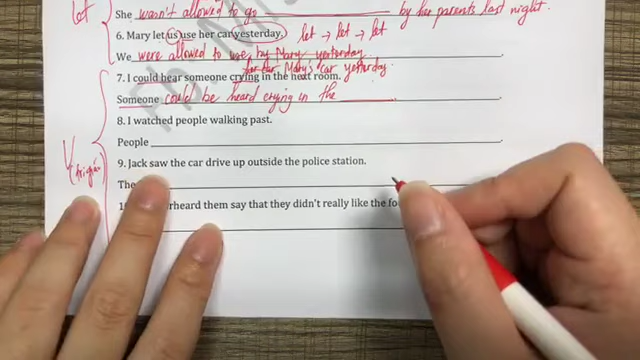 let
She wasn't allowed to go by her parents last night.
6. Mary let us use her car yesterday. let → let → let
We were allowed to use by Mary yesterday
her car Mary's car yesterday.
7. I could hear someone crying in the next room.
Someone could be heard crying in the
8. I watched people walking past.
People
9. Jack saw the car drive up outside the police station.
The
rheard them say that they didn't really like the fo